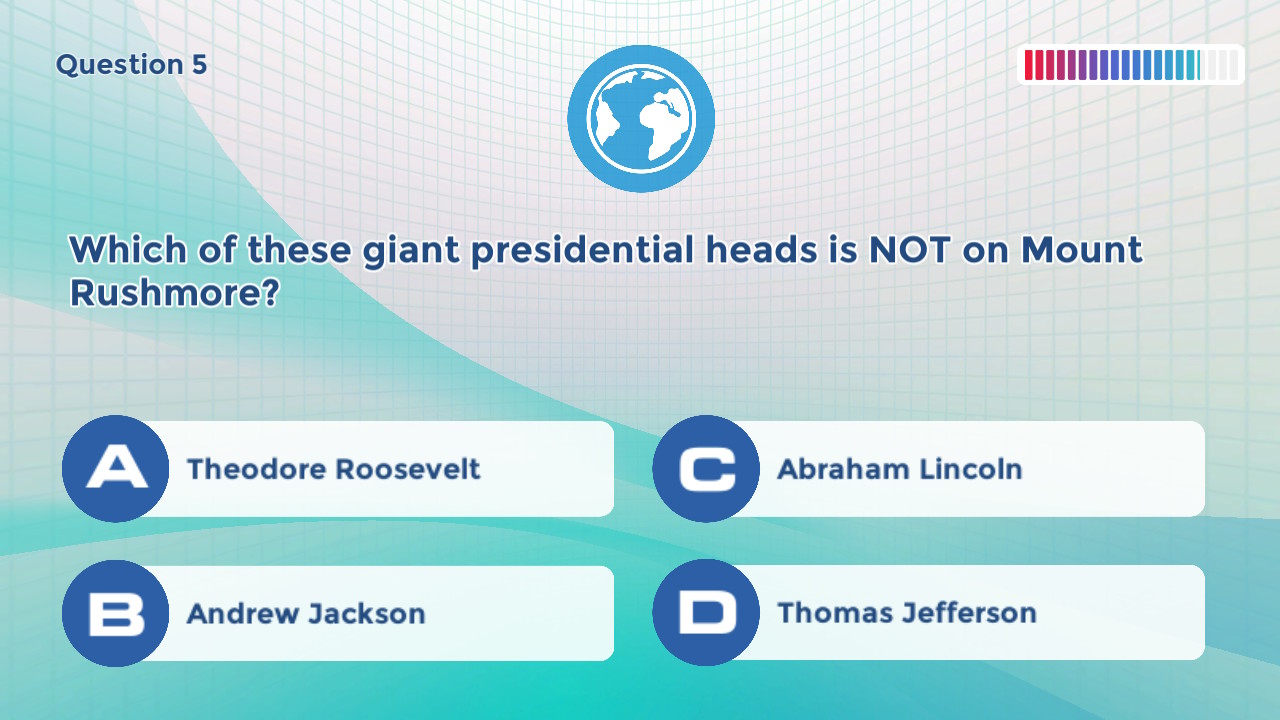 Question 5
Which of these giant presidential heads is NOT on Mount
Rushmore?
A Theodore Roosevelt
B Andrew Jackson
C Abraham Lincoln
D Thomas Jefferson